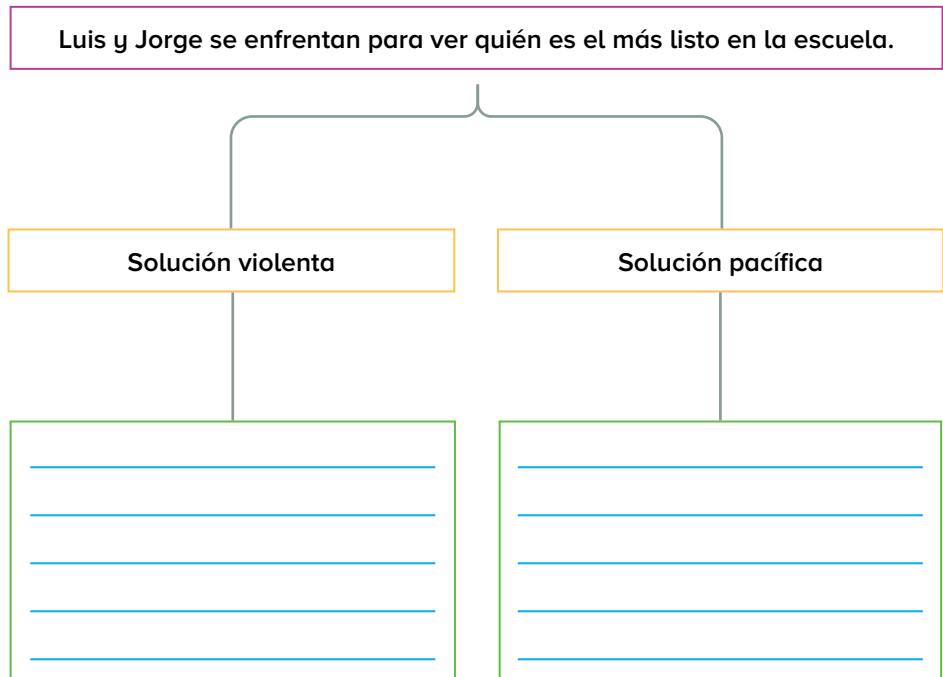 Luis y Jorge se enfrentan para ver quién es el más listo en la escuela.
Solución violenta
Solución pacífica